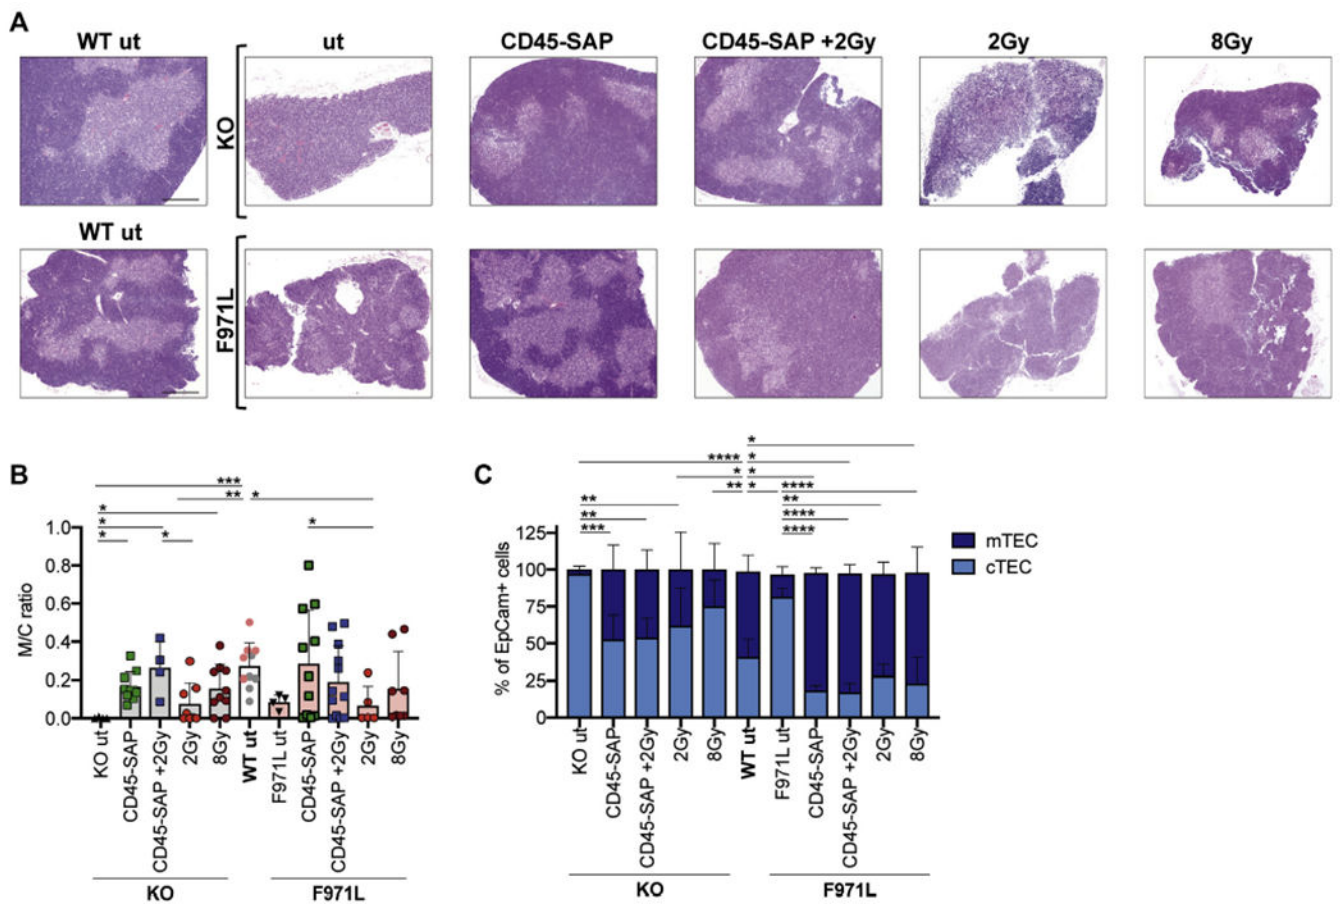 A
WT ut
ut
CD45-SAP
CD45-SAP +2Gy
2Gy
8Gy
KO
WT ut
F971L
B
***
** *
*
* *
* *
M/C ratio
1.0
0.8
0.6
0.4
0.2
0.0
KO ut
CD45-SAP
CD45-SAP +2Gy
2Gy
8Gy
WT ut
F971L ut
CD45-SAP
CD45-SAP +2Gy
2Gy
8Gy
KO
F971L
C
*
**** *
* *
** * ****
** **
** ****
*** ****
% of EpCam+ cells
125
100
75
50
25
0
mTEC
cTEC
KO ut
CD45-SAP
CD45-SAP +2Gy
2Gy
8Gy
WT ut
F971L ut
CD45-SAP
CD45-SAP +2Gy
2Gy
8Gy
KO
F971L